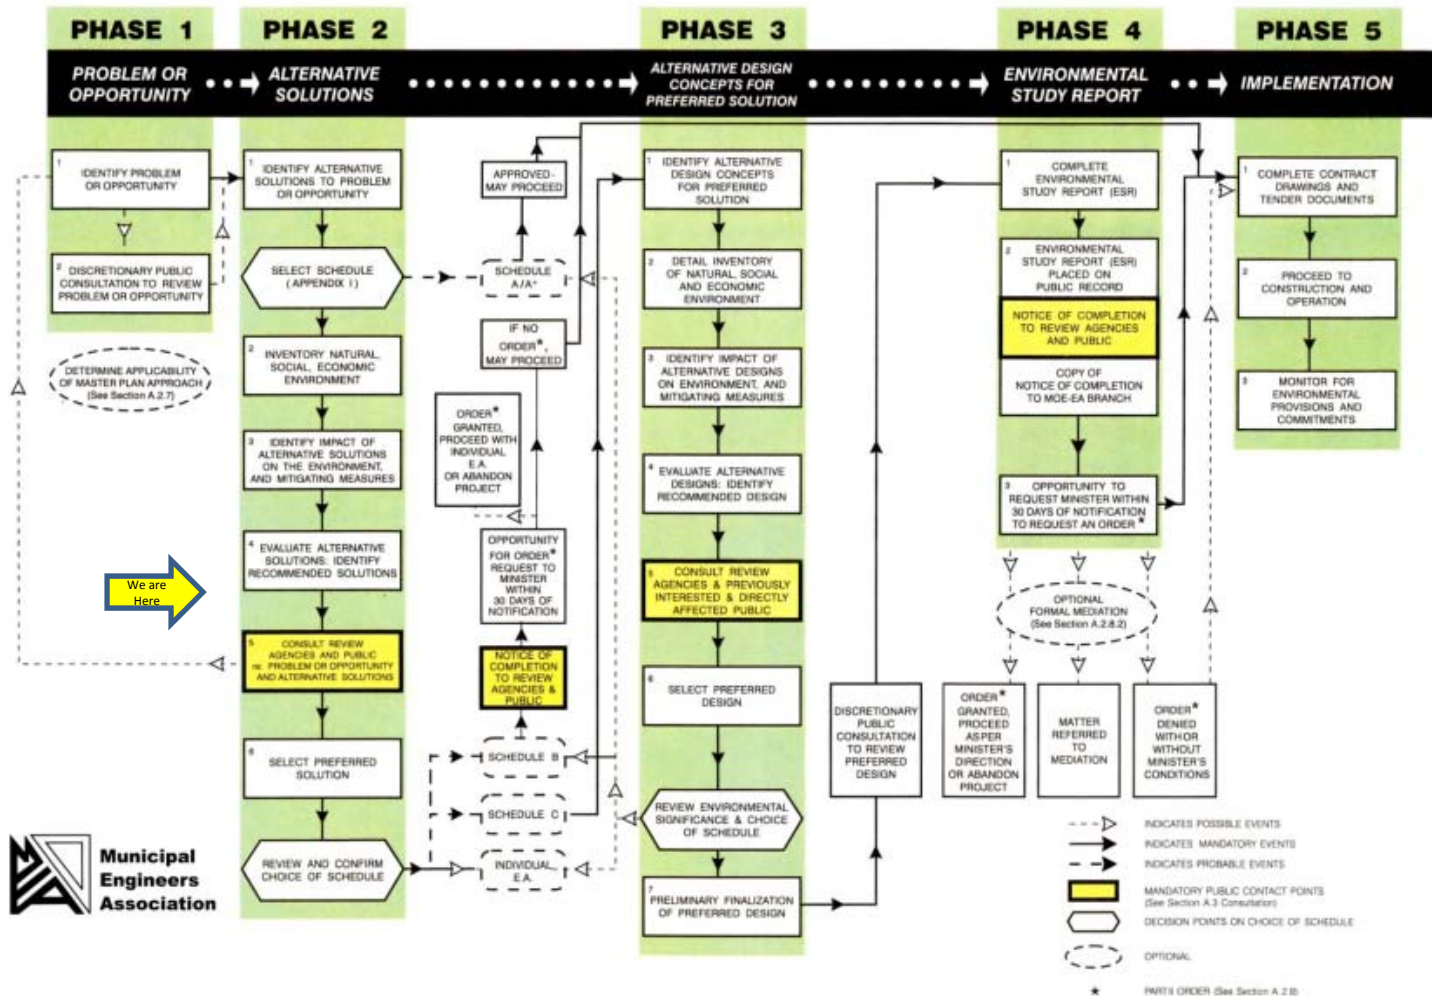 PHASE 1
PHASE 2
PHASE 3
PHASE 4
PHASE 5
PROBLEM OR
OPPORTUNITY
ALTERNATIVE
SOLUTIONS
ALTERNATIVE DESIGN
CONCEPTS FOR
PREFERRED SOLUTION
ENVIRONMENTAL
STUDY REPORT
IMPLEMENTATION
1
IDENTIFY PROBLEM
OR OPPORTUNITY
2
DISCRETIONARY PUBLIC
CONSULTATION TO REVIEW
PROBLEM OR OPPORTUNITY
DETERMINE APPLICABILITY
OF MASTER PLAN APPROACH
(See Section A.2.7)
We are
Here
1
IDENTIFY ALTERNATIVE
SOLUTIONS TO PROBLEM
OR OPPORTUNITY
SELECT SCHEDULE
(APPENDIX I)
2
INVENTORY NATURAL,
SOCIAL, ECONOMIC
ENVIRONMENT
3
IDENTIFY IMPACT OF
ALTERNATIVE SOLUTIONS
ON THE ENVIRONMENT,
AND MITIGATING MEASURES
4
EVALUATE ALTERNATIVE
SOLUTIONS: IDENTIFY
RECOMMENDED SOLUTIONS
5
CONSULT REVIEW
AGENCIES AND PUBLIC
re: PROBLEM OR OPPORTUNITY
AND ALTERNATIVE SOLUTIONS
6
SELECT PREFERRED
SOLUTION
REVIEW AND CONFIRM
CHOICE OF SCHEDULE
APPROVED-
MAY PROCEED
SCHEDULE
A/A+
IF NO
ORDER*,
MAY PROCEED
ORDER*
GRANTED,
PROCEED WITH
INDIVIDUAL
E.A.
OR ABANDON
PROJECT
OPPORTUNITY
FOR ORDER*
REQUEST TO
MINISTER
WITHIN
30 DAYS OF
NOTIFICATION
NOTICE OF
COMPLETION
TO REVIEW
AGENCIES &
PUBLIC
SCHEDULE B
SCHEDULE C
INDIVIDUAL
E.A.
1
IDENTIFY ALTERNATIVE
DESIGN CONCEPTS
FOR PREFERRED
SOLUTION
2
DETAIL INVENTORY
OF NATURAL, SOCIAL
AND ECONOMIC
ENVIRONMENT
3
IDENTIFY IMPACT OF
ALTERNATIVE DESIGNS
ON ENVIRONMENT, AND
MITIGATING MEASURES
4
EVALUATE ALTERNATIVE
DESIGNS: IDENTIFY
RECOMMENDED DESIGN
5
CONSULT REVIEW
AGENCIES & PREVIOUSLY
INTERESTED & DIRECTLY
AFFECTED PUBLIC
6
SELECT PREFERRED
DESIGN
REVIEW ENVIRONMENTAL
SIGNIFICANCE & CHOICE
OF SCHEDULE
7
PRELIMINARY FINALIZATION
OF PREFERRED DESIGN
DISCRETIONARY
PUBLIC
CONSULTATION
TO REVIEW
PREFERRED
DESIGN
1
COMPLETE
ENVIRONMENTAL
STUDY REPORT (ESR)
2
ENVIRONMENTAL
STUDY REPORT (ESR)
PLACED ON
PUBLIC RECORD
NOTICE OF COMPLETION
TO REVIEW AGENCIES
AND PUBLIC
COPY OF
NOTICE OF COMPLETION
TO MOE-EA BRANCH
3
OPPORTUNITY TO
REQUEST MINISTER WITHIN
30 DAYS OF NOTIFICATION
TO REQUEST AN ORDER*
OPTIONAL
FORMAL MEDIATION
(See Section A.2.8.2)
ORDER*
GRANTED,
PROCEED
AS PER
MINISTER'S
DIRECTION
OR ABANDON
PROJECT
MATTER
REFERRED
TO
MEDIATION
ORDER*
DENIED
WITH OR
WITHOUT
MINISTER'S
CONDITIONS
1
COMPLETE CONTRACT
DRAWINGS AND
TENDER DOCUMENTS
2
PROCEED TO
CONSTRUCTION AND
OPERATION
3
MONITOR FOR
ENVIRONMENTAL
PROVISIONS AND
COMMITMENTS
Municipal
Engineers
Association
INDICATES POSSIBLE EVENTS
INDICATES MANDATORY EVENTS
INDICATES PROBABLE EVENTS
MANDATORY PUBLIC CONTACT POINTS
(See Section A.3 Consultation)
DECISION POINTS ON CHOICE OF SCHEDULE
OPTIONAL
* PART II ORDER (See Section A.2.8)